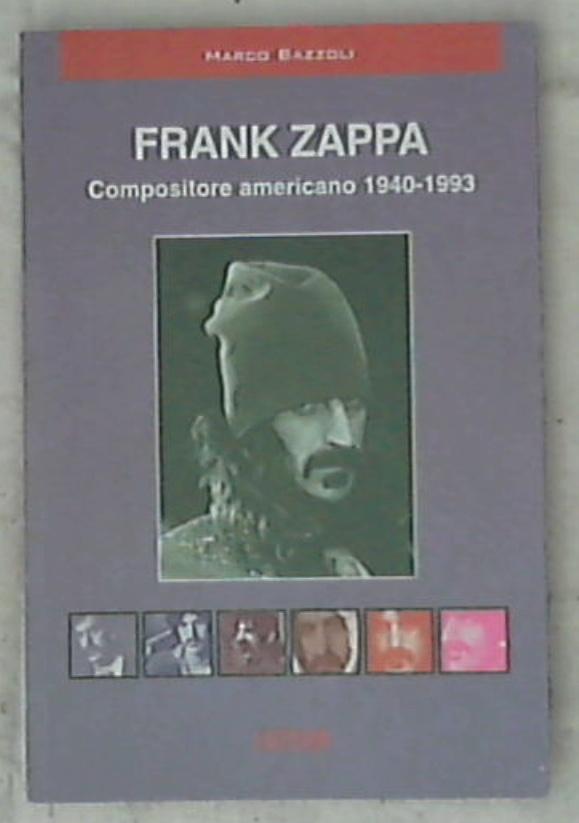 MARCO BAZZOLI
FRANK ZAPPA
Compositore americano 1940-1993